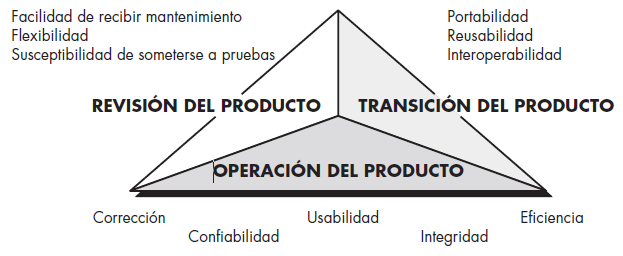 Facilidad de recibir mantenimiento
Flexibilidad
Susceptibilidad de someterse a pruebas
Portabilidad
Reusabilidad
Interoperabilidad
REVISIÓN DEL PRODUCTO
TRANSICIÓN DEL PRODUCTO
OPERACIÓN DEL PRODUCTO
Corrección
Usabilidad
Eficiencia
Confiabilidad
Integridad